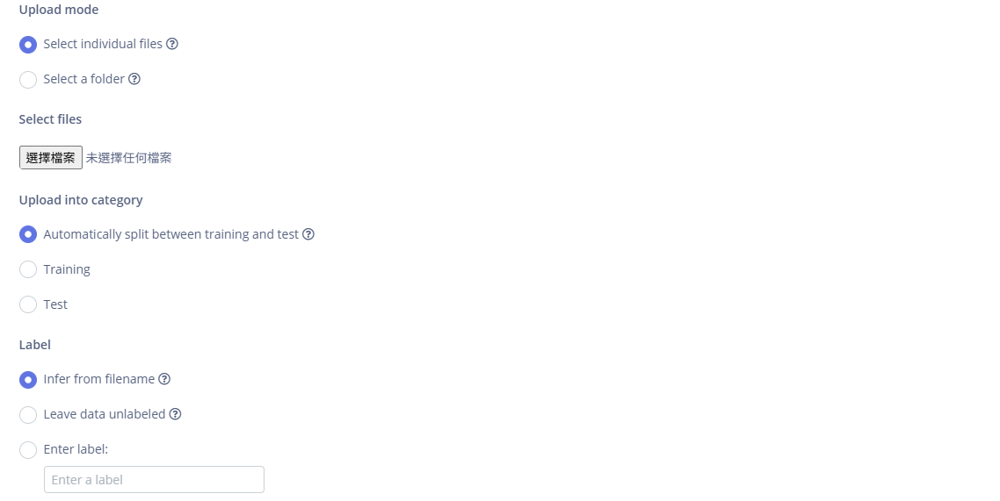 Upload mode
Select individual files
Select a folder
Select files
選擇檔案 未選擇任何檔案
Upload into category
Automatically split between training and test
Training
Test
Label
Infer from filename
Leave data unlabeled
Enter label:
Enter a label